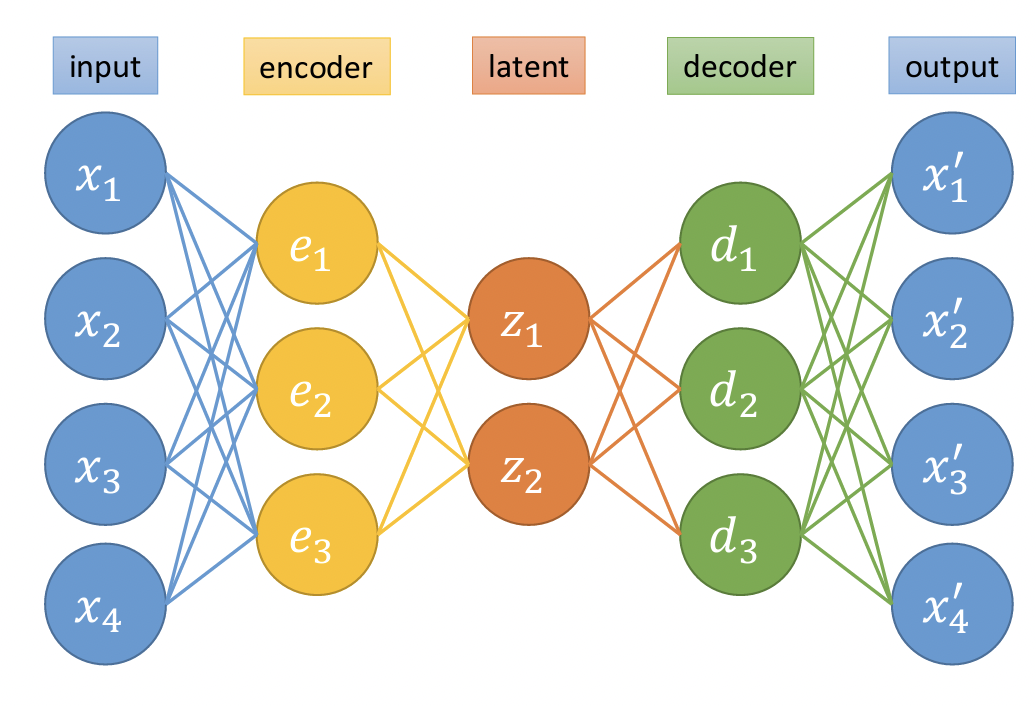 input encoder latent decoder output
x₁ e₁ z₁ d₁ x′₁
x₂ e₂ z₂ d₂ x′₂
x₃ e₃ d₃ x′₃
x₄ x′₄